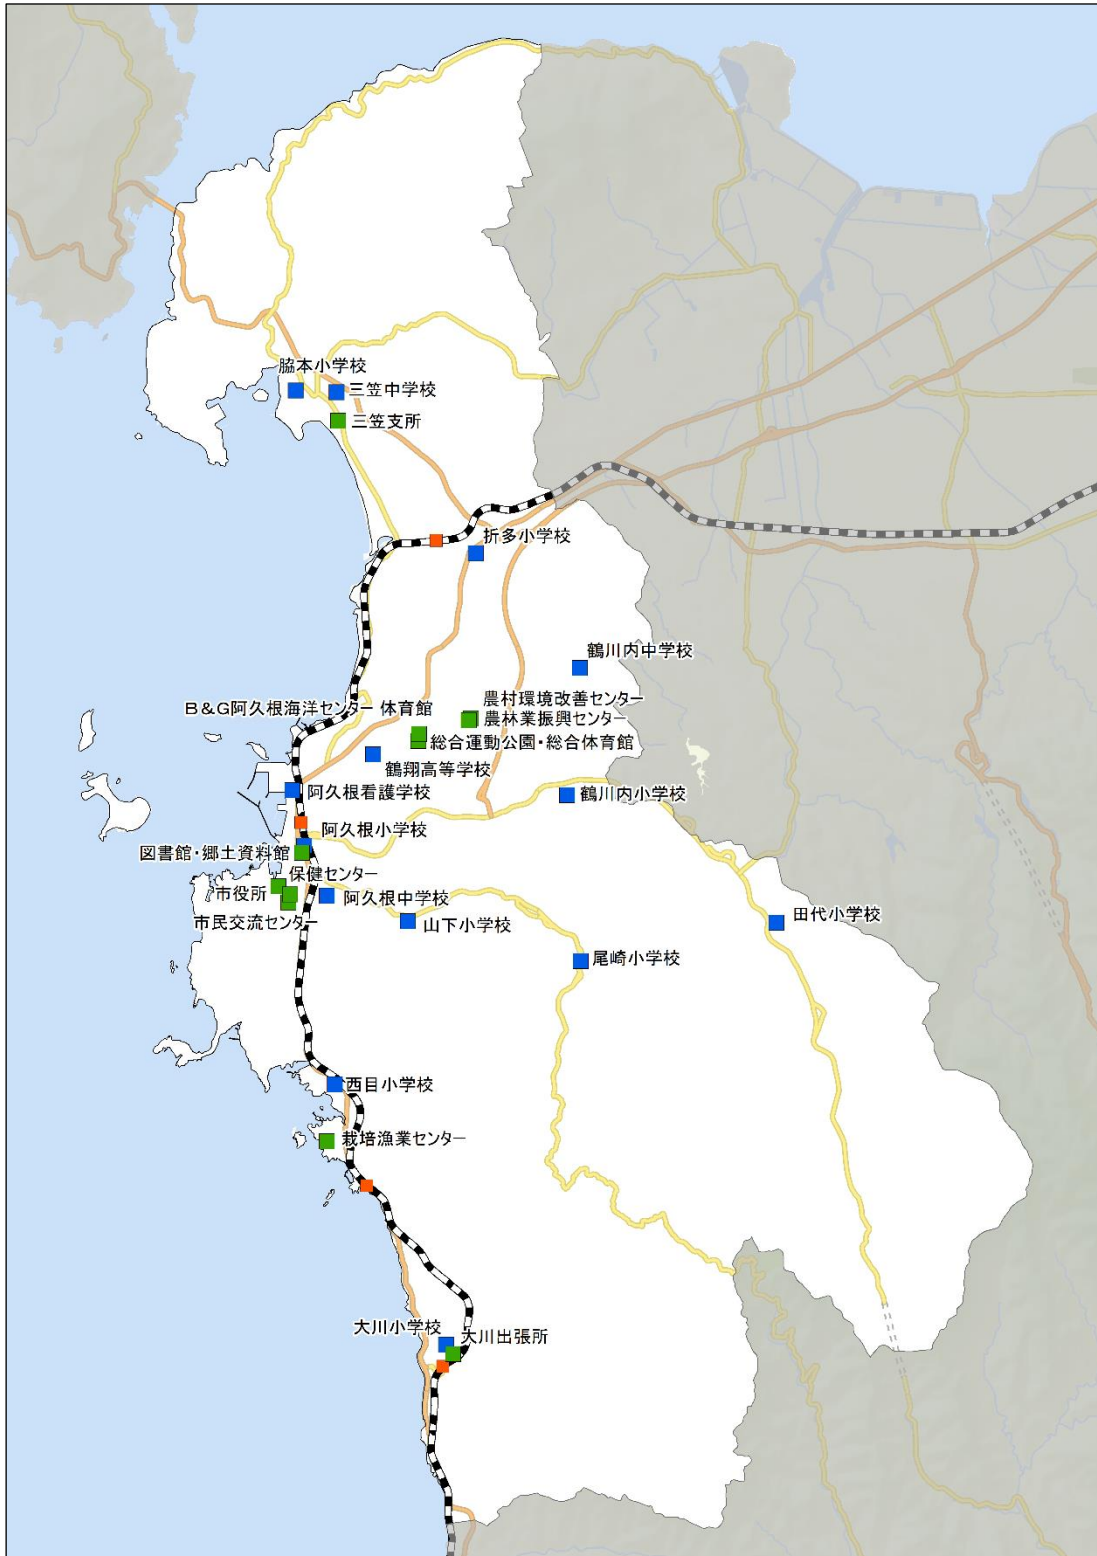 脇本小学校
三笠中学校
三笠支所
折多小学校
鶴川内中学校
農村環境改善センター
B&G阿久根海洋センター 体育館
農林業振興センター
総合運動公園・総合体育館
鶴翔高等学校
阿久根看護学校
鶴川内小学校
阿久根小学校
図書館・郷土資料館
保健センター
市役所
阿久根中学校
市民交流センター
山下小学校
田代小学校
尾崎小学校
西目小学校
栽培漁業センター
大川小学校
大川出張所